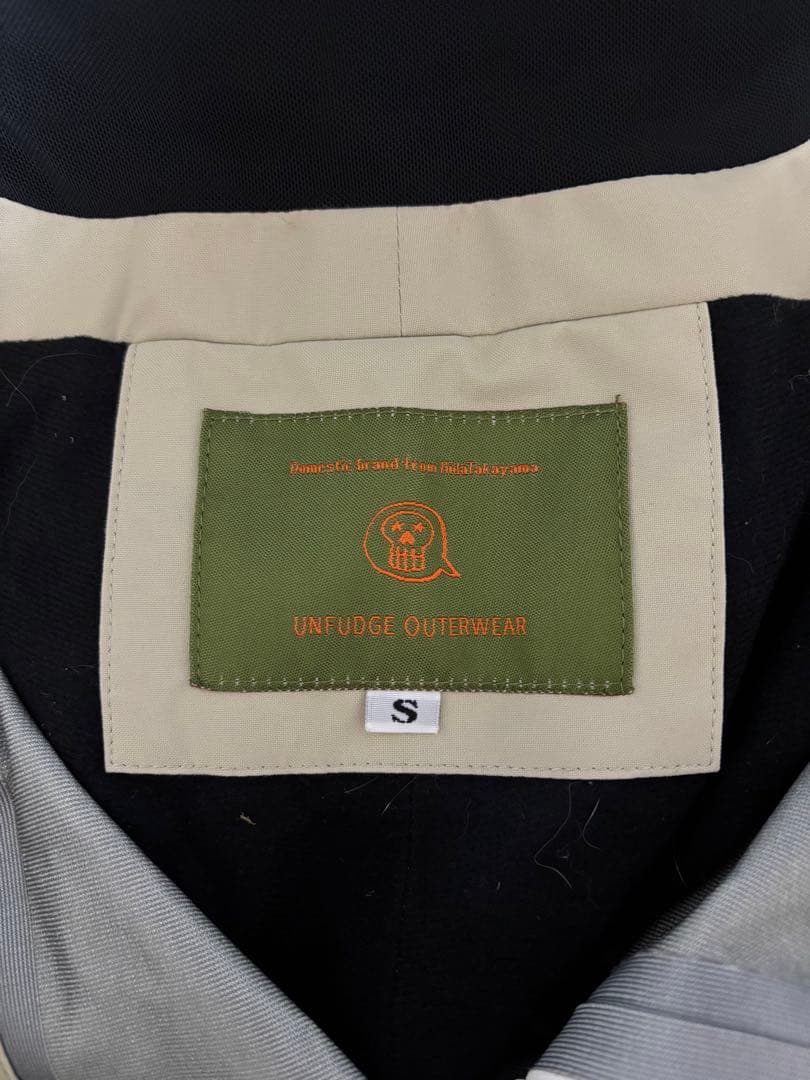 Domestic brand from HidaTakayama
UNFUDGE OUTERWEAR
S